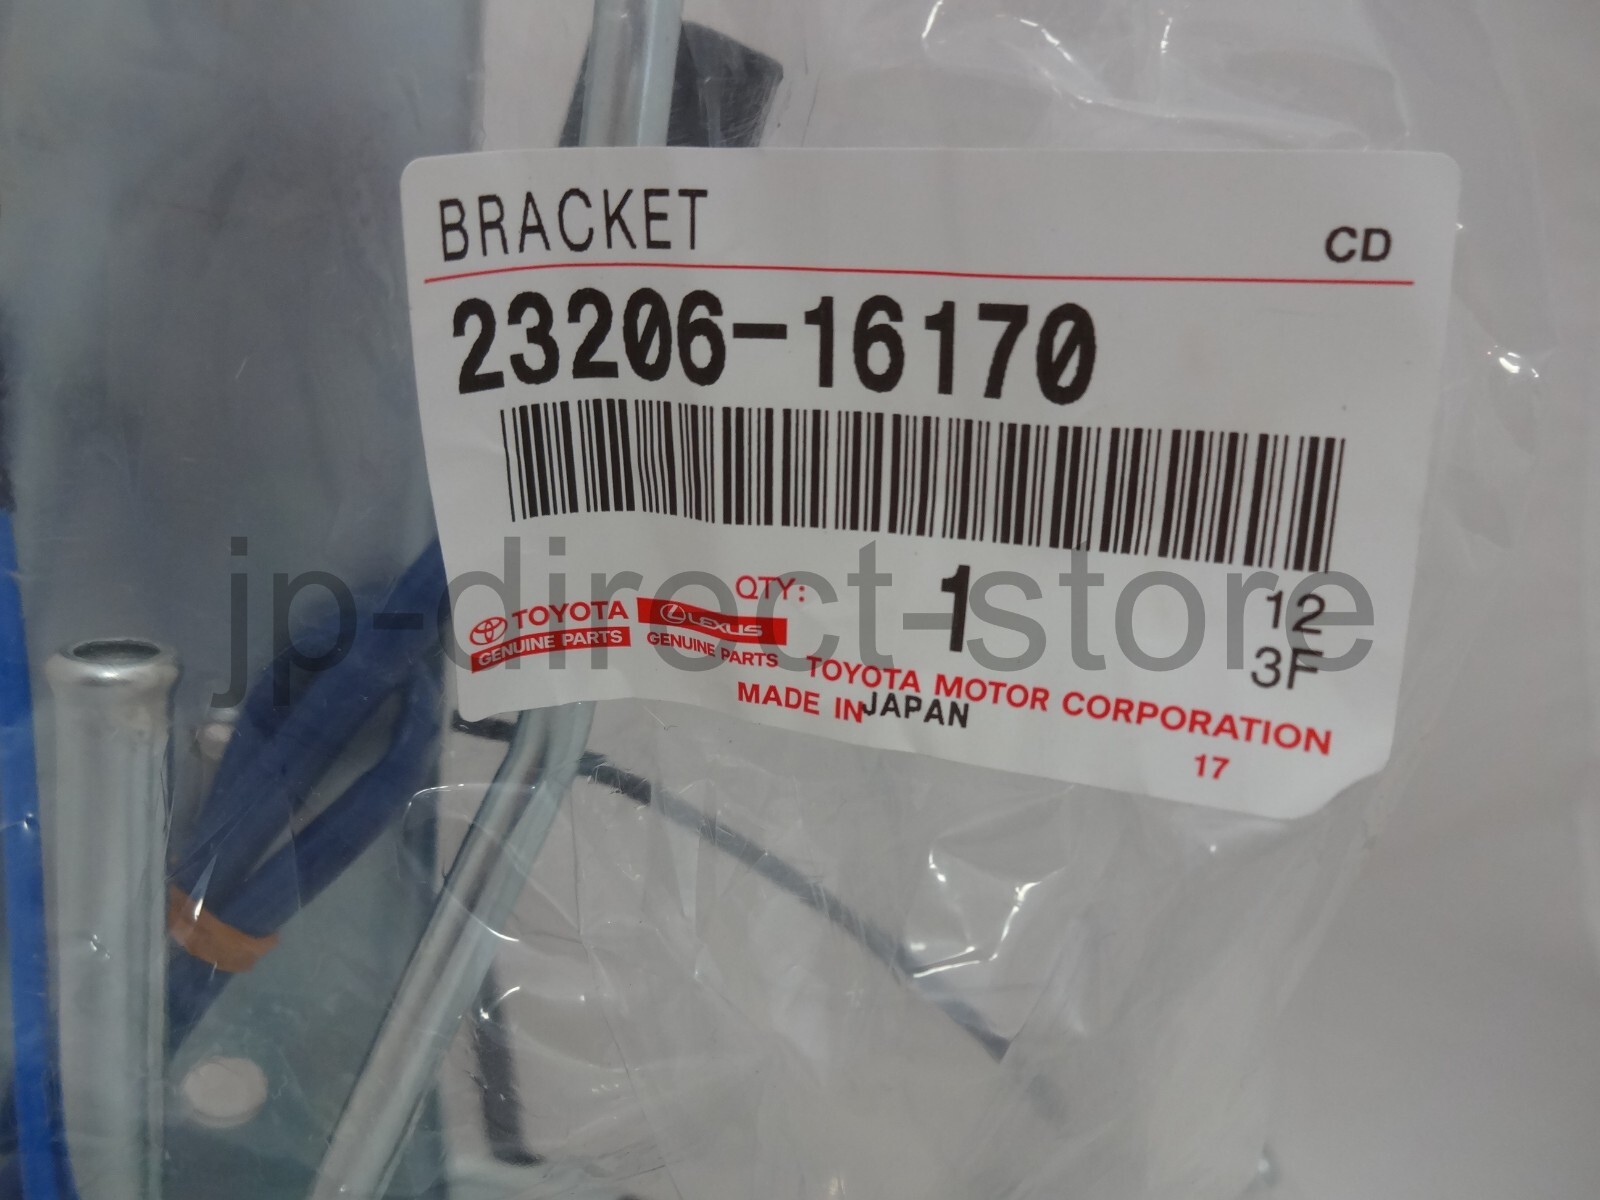 BRACKET
CD
23206-16170
QTY: 1
12
3F
TOYOTA
GENUINE PARTS
LEXUS
GENUINE PARTS
TOYOTA MOTOR CORPORATION
MADE IN JAPAN
17
jp-direct-store